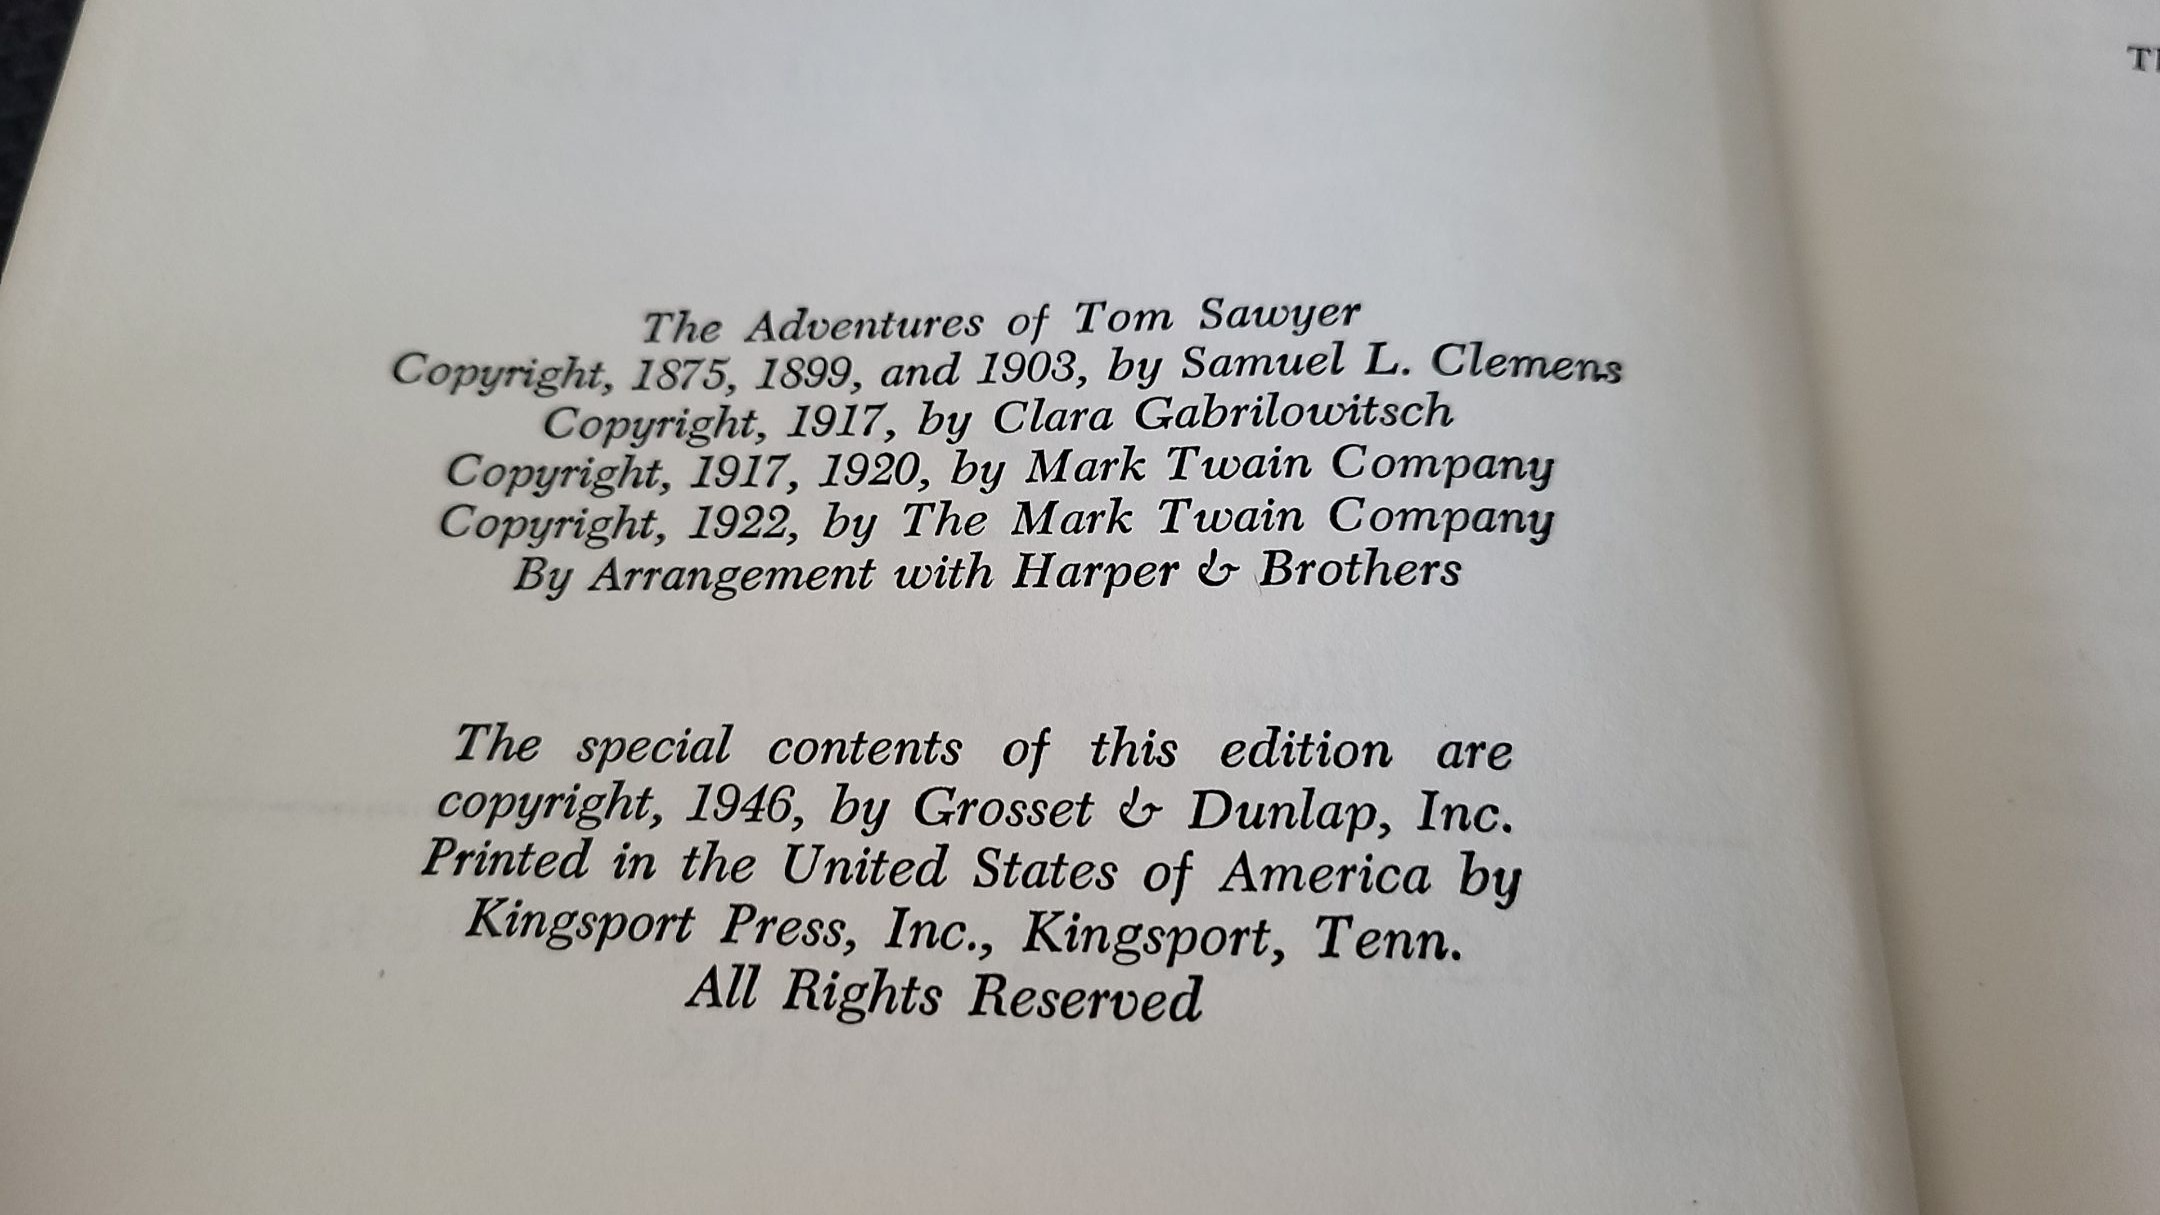 The Adventures of Tom Sawyer
Copyright, 1875, 1899, and 1903, by Samuel L. Clemens
Copyright, 1917, by Clara Gabrilowitsch
Copyright, 1917, 1920, by Mark Twain Company
Copyright, 1922, by The Mark Twain Company
By Arrangement with Harper & Brothers
The special contents of this edition are
copyright, 1946, by Grosset & Dunlap, Inc.
Printed in the United States of America by
Kingsport Press, Inc., Kingsport, Tenn.
All Rights Reserved